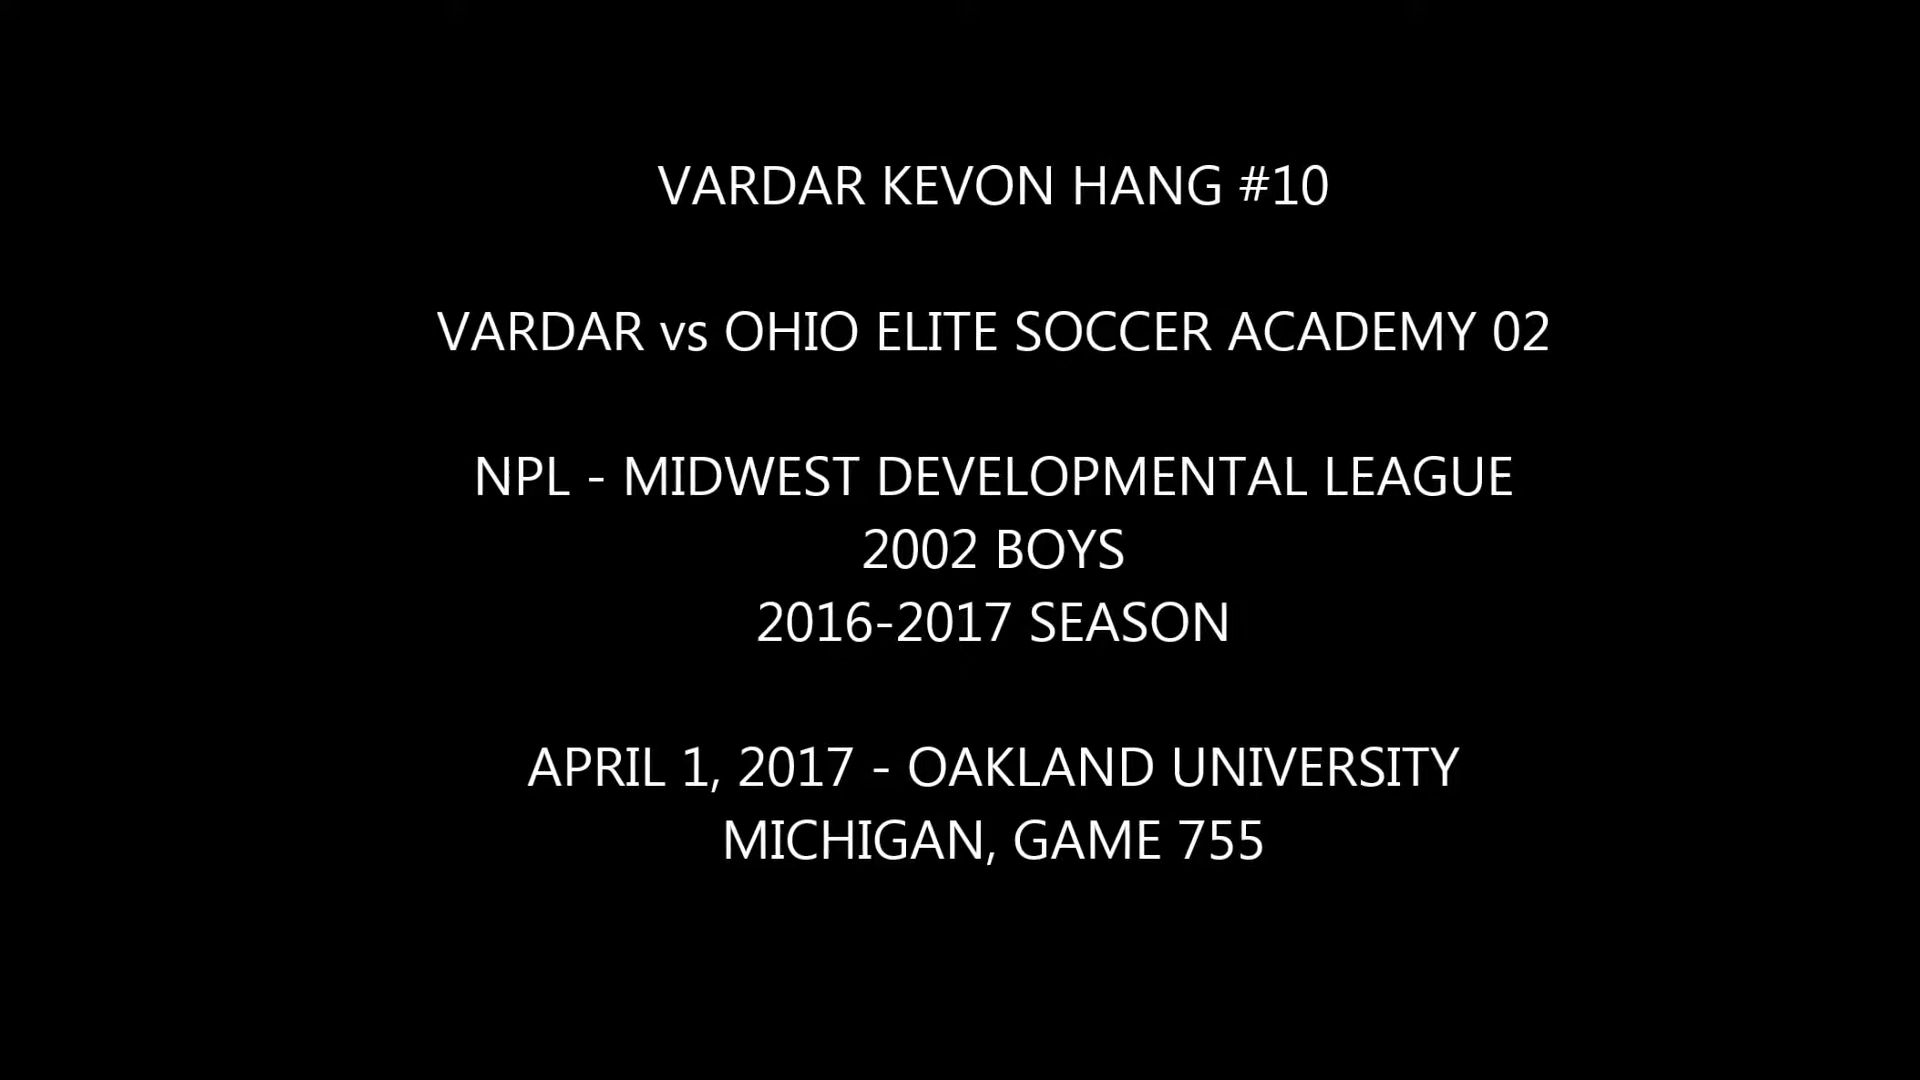 VARDAR KEVON HANG #10
VARDAR vs OHIO ELITE SOCCER ACADEMY 02
NPL - MIDWEST DEVELOPMENTAL LEAGUE
2002 BOYS
2016-2017 SEASON
APRIL 1, 2017 - OAKLAND UNIVERSITY
MICHIGAN, GAME 755